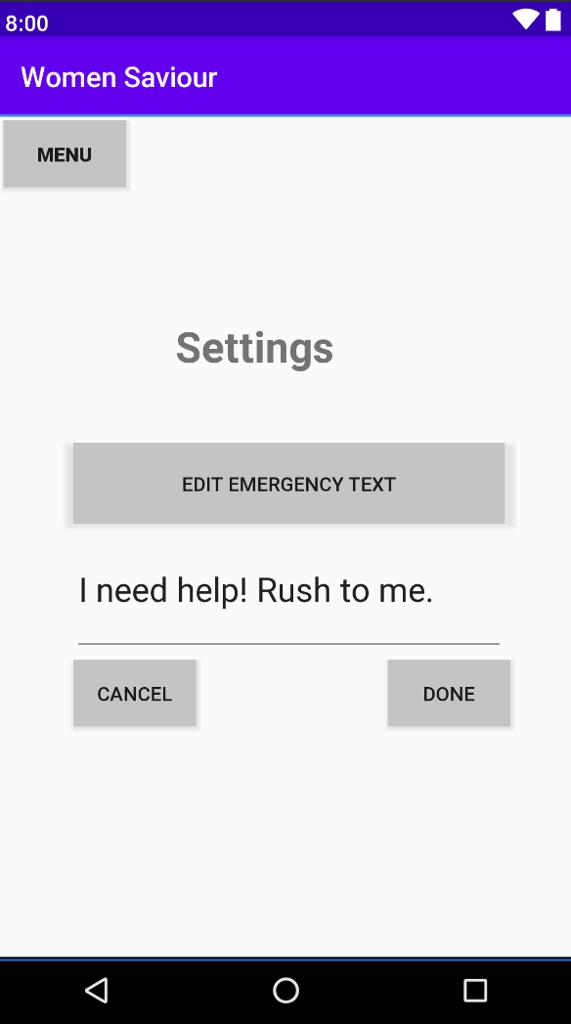 8:00
Women Saviour
MENU
Settings
EDIT EMERGENCY TEXT
I need help! Rush to me.
CANCEL
DONE